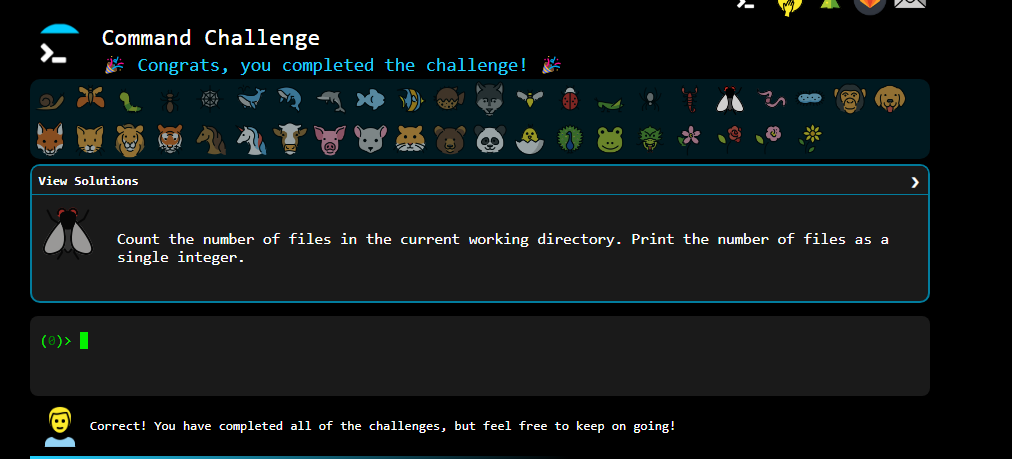 Command Challenge
🎉 Congrats, you completed the challenge! 🎉
View Solutions ❯
Count the number of files in the current working directory. Print the number of files as a
single integer.
(0)>
Correct! You have completed all of the challenges, but feel free to keep on going!